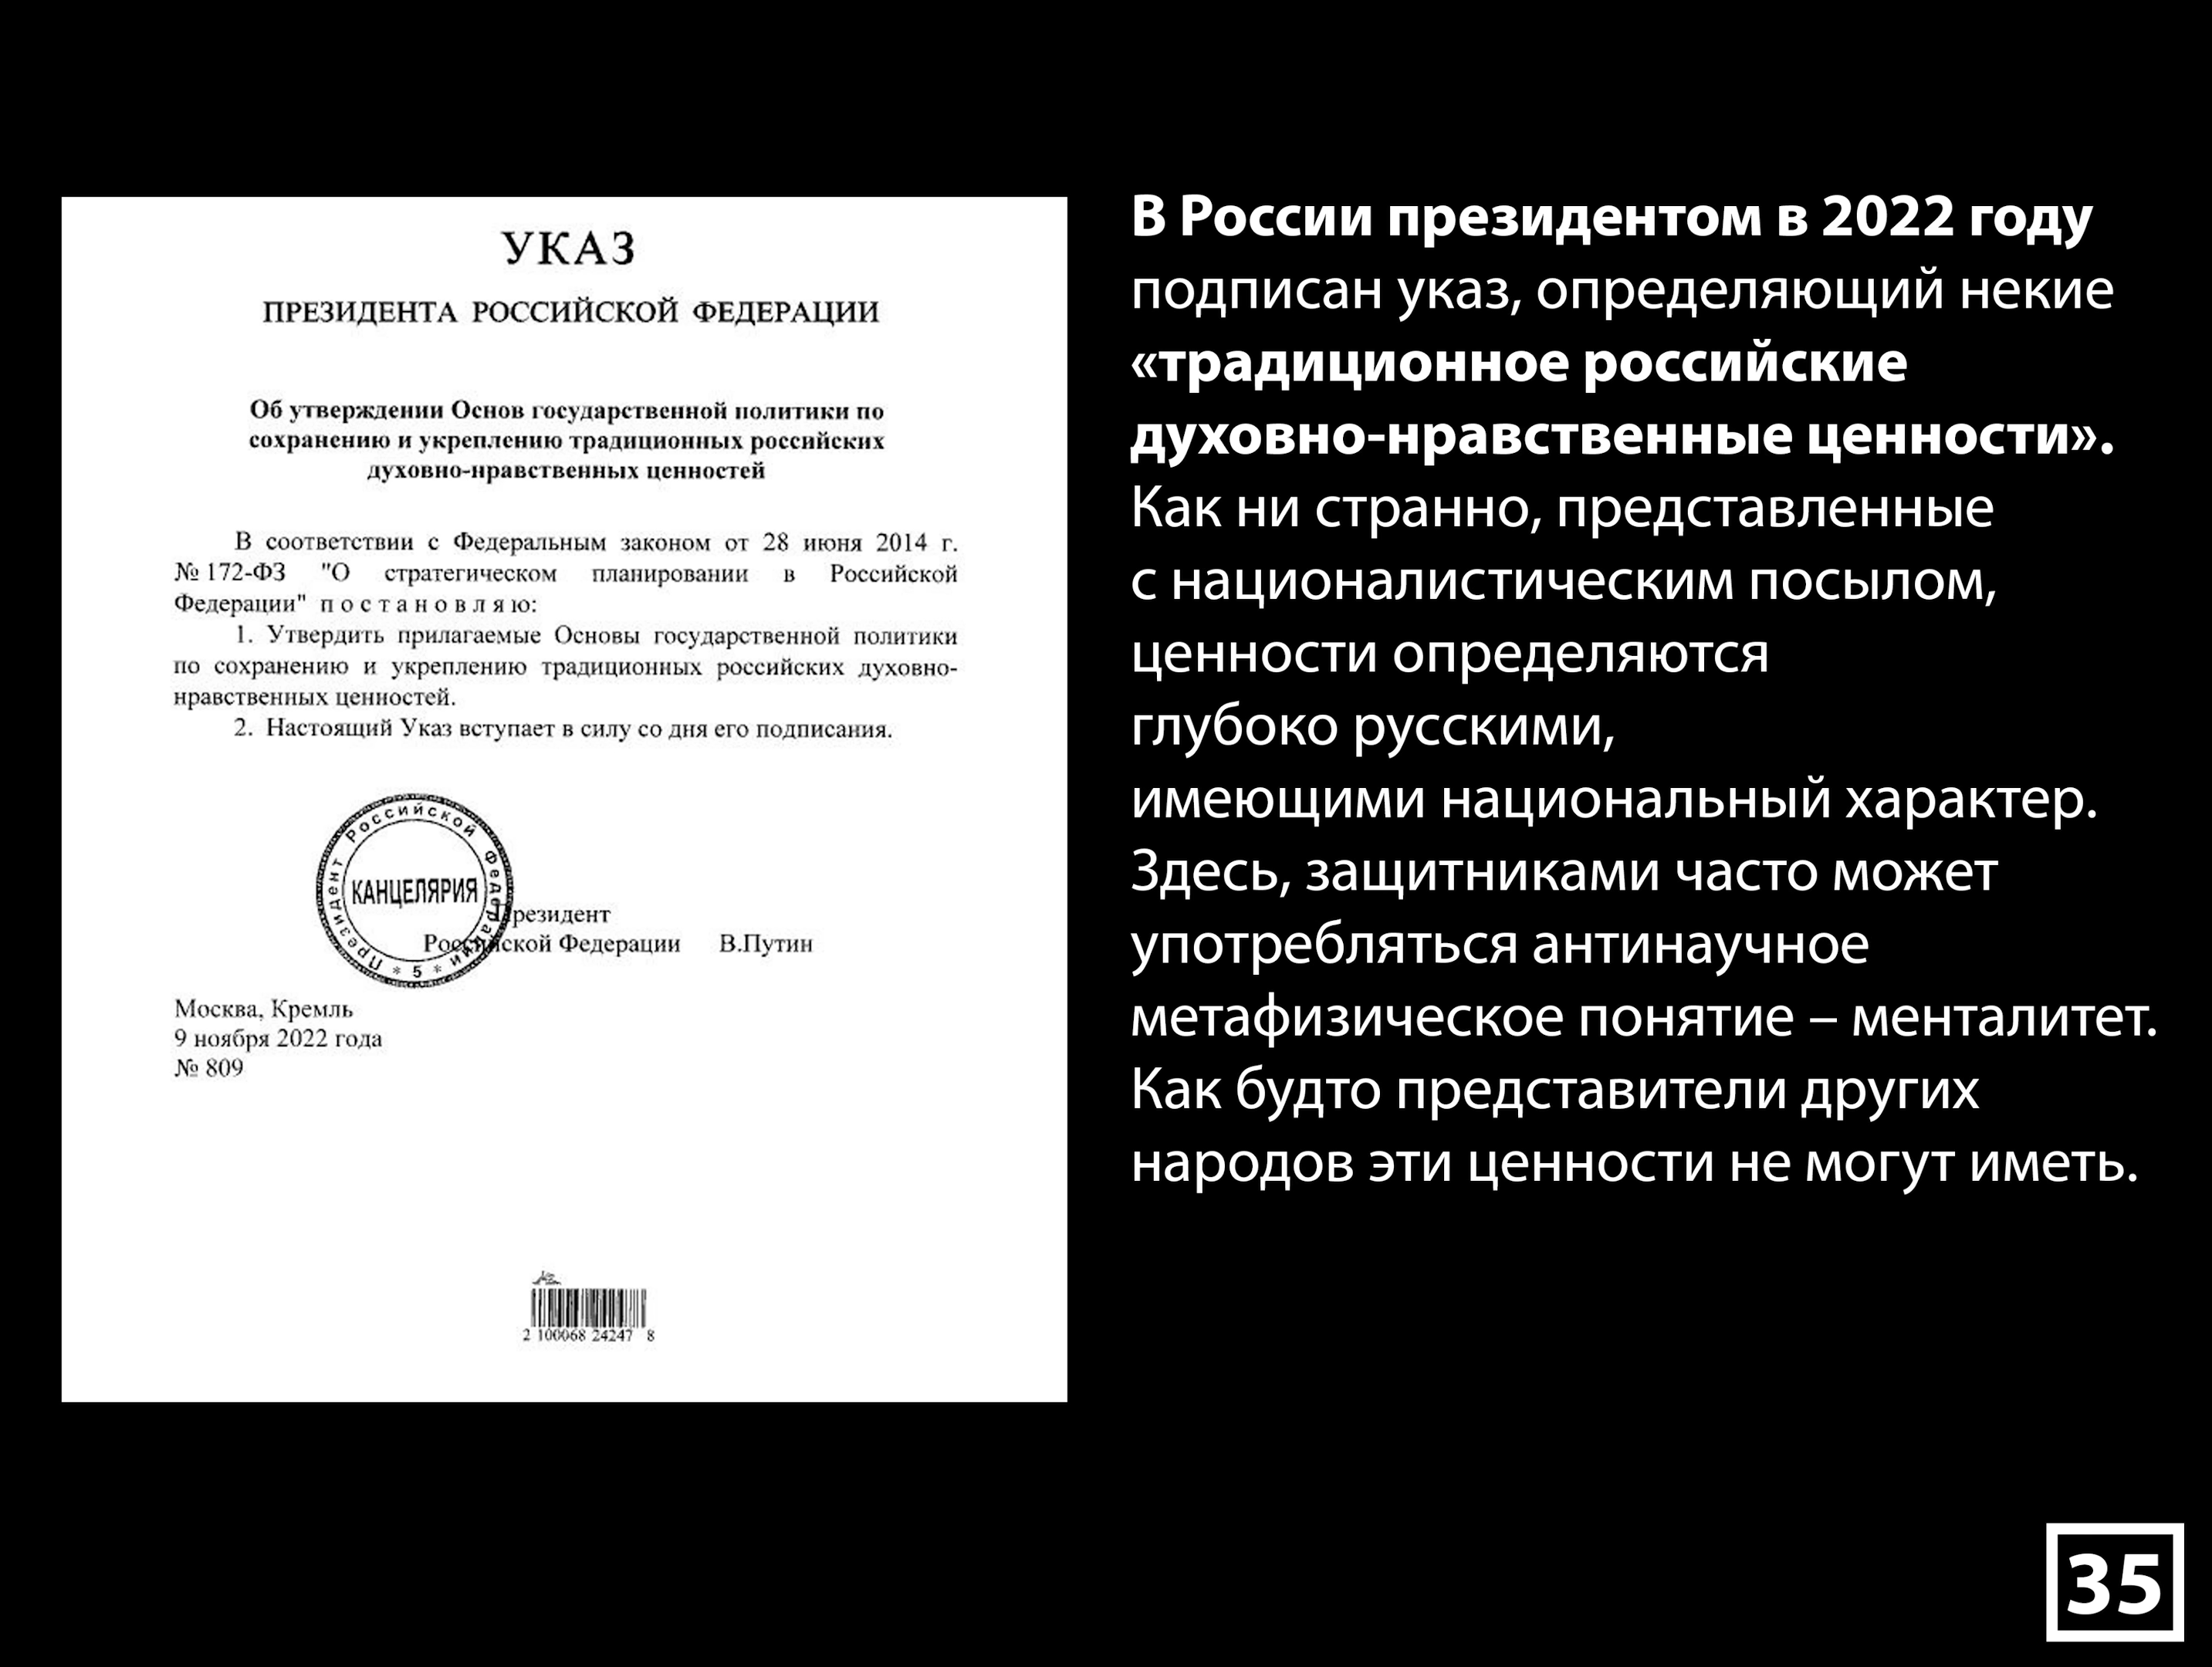 УКАЗ
ПРЕЗИДЕНТА РОССИЙСКОЙ ФЕДЕРАЦИИ
Об утверждении Основ государственной политики по
сохранению и укреплению традиционных российских
духовно-нравственных ценностей
В соответствии с Федеральным законом от 28 июня 2014 г.
№ 172-ФЗ "О стратегическом планировании в Российской
Федерации" п о с т а н о в л я ю:
1. Утвердить прилагаемые Основы государственной политики
по сохранению и укреплению традиционных российских духовно-
нравственных ценностей.
2. Настоящий Указ вступает в силу со дня его подписания.
Президент Российской Федерации
* 5 *
КАНЦЕЛЯРИЯ
Президент
Российской Федерации В.Путин
Москва, Кремль
9 ноября 2022 года
№ 809
2 100068 24247 8
В России президентом в 2022 году
подписан указ, определяющий некие
«традиционное российские
духовно-нравственные ценности».
Как ни странно, представленные
с националистическим посылом,
ценности определяются
глубоко русскими,
имеющими национальный характер.
Здесь, защитниками часто может
употребляться антинаучное
метафизическое понятие – менталитет.
Как будто представители других
народов эти ценности не могут иметь.
35